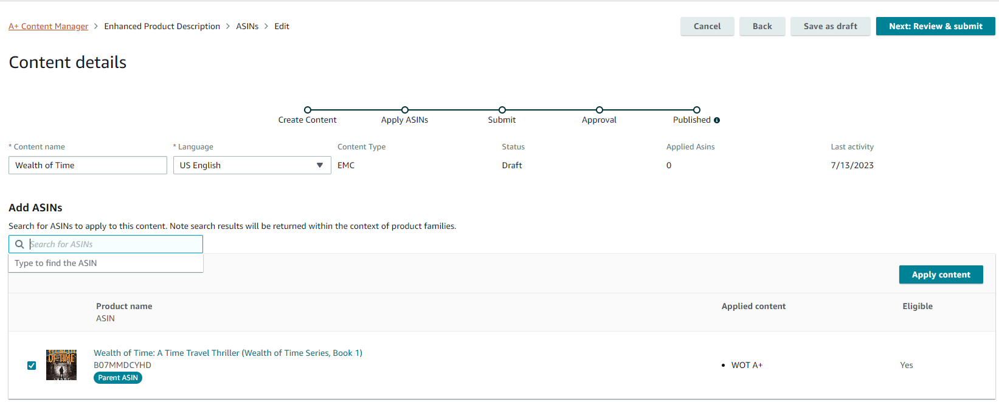 A+ Content Manager > Enhanced Product Description > ASINs > Edit
Cancel
Back
Save as draft
Next: Review & submit
Content details
Create Content
Apply ASINs
Submit
Approval
Published
* Content name
* Language
Content Type
Status
Applied Asins
Last activity
Wealth of Time
US English
EMC
Draft
0
7/13/2023
Add ASINs
Search for ASINs to apply to this content. Note search results will be returned within the context of product families.
Search for ASINs
Type to find the ASIN
Apply content
Product name
ASIN
Applied content
Eligible
OF TIME
Wealth of Time: A Time Travel Thriller (Wealth of Time Series, Book 1)
B07MMDCYHD
Parent ASIN
• WOT A+
Yes